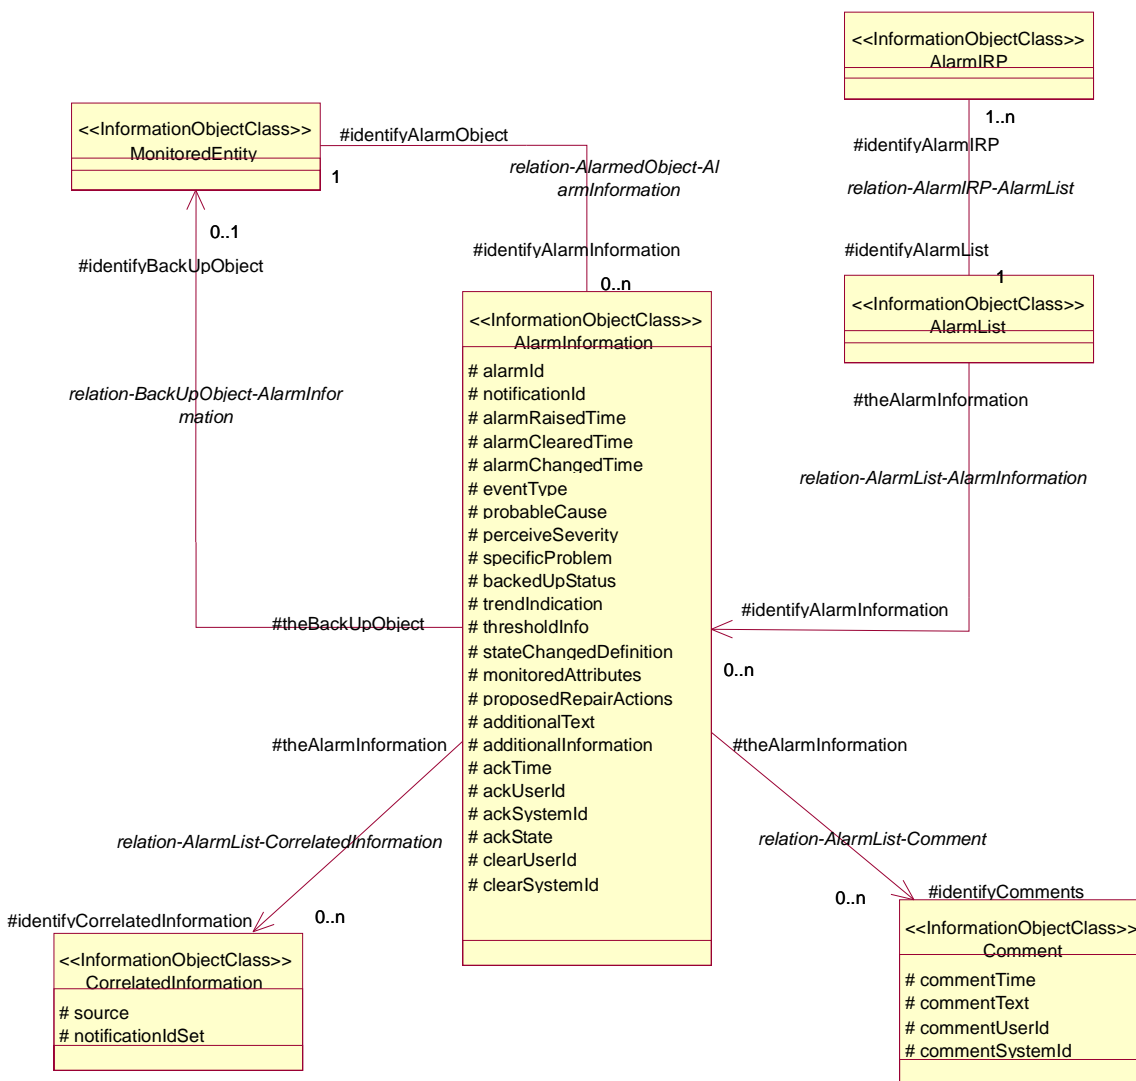 <<InformationObjectClass>>
AlarmIRP
1..n
#identifyAlarmIRP
relation-AlarmIRP-AlarmList
#identifyAlarmList
1
<<InformationObjectClass>>
AlarmList
#theAlarmInformation
relation-AlarmList-AlarmInformation
#identifyAlarmInformation
0..n
<<InformationObjectClass>>
MonitoredEntity
#identifyAlarmObject
1
relation-AlarmedObject-Al
armInformation
#identifyAlarmInformation
0..n
0..1
#identifyBackUpObject
relation-BackUpObject-AlarmInfor
mation
#theBackUpObject
<<InformationObjectClass>>
AlarmInformation
# alarmId
# notificationId
# alarmRaisedTime
# alarmClearedTime
# alarmChangedTime
# eventType
# probableCause
# perceiveSeverity
# specificProblem
# backedUpStatus
# trendIndication
# thresholdInfo
# stateChangedDefinition
# monitoredAttributes
# proposedRepairActions
# additionalText
# additionalInformation
# ackTime
# ackUserId
# ackSystemId
# ackState
# clearUserId
# clearSystemId
#theAlarmInformation
relation-AlarmList-CorrelatedInformation
#identifyCorrelatedInformation
0..n
<<InformationObjectClass>>
CorrelatedInformation
# source
# notificationIdSet
#theAlarmInformation
relation-AlarmList-Comment
0..n
#identifyComments
<<InformationObjectClass>>
Comment
# commentTime
# commentText
# commentUserId
# commentSystemId